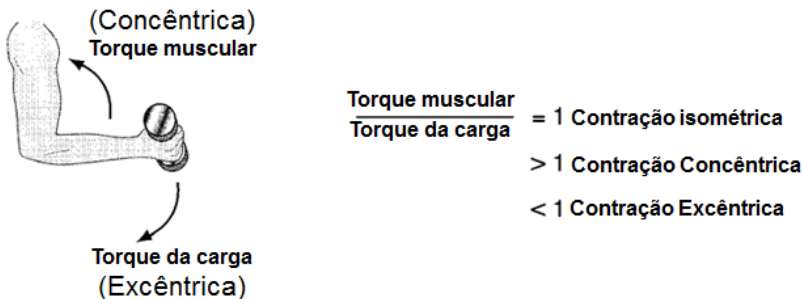 (Concêntrica)
Torque muscular
Torque da carga
(Excêntrica)
Torque muscular
Torque da carga
= 1 Contração isométrica
> 1 Contração Concêntrica
< 1 Contração Excêntrica